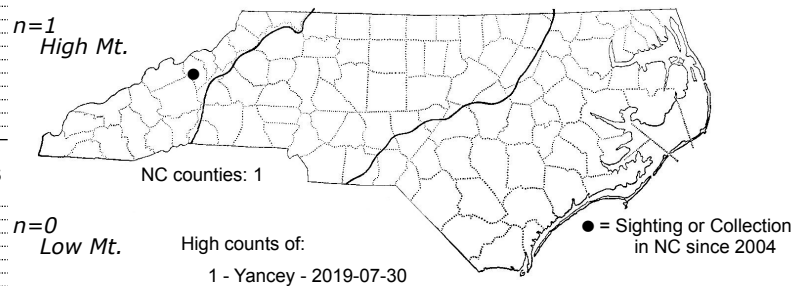 n=1
High Mt.
NC counties: 1
n=0
Low Mt.
High counts of:
1 - Yancey - 2019-07-30
● = Sighting or Collection
in NC since 2004